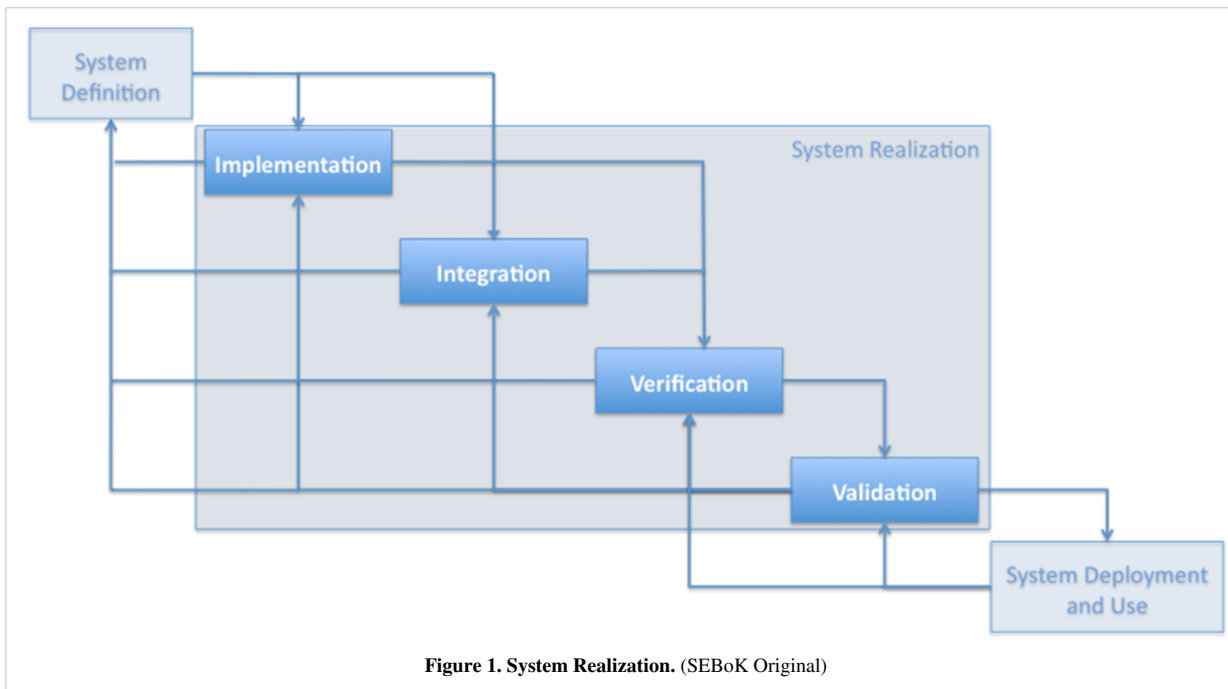 System
Definition
System Realization
Implementation
Integration
Verification
Validation
System Deployment
and Use
Figure 1. System Realization. (SEBoK Original)